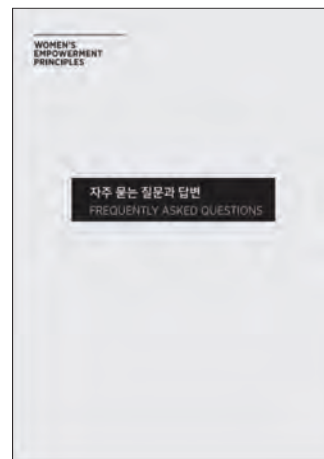 WOMEN'S
EMPOWERMENT
PRINCIPLES
자주 묻는 질문과 답변
FREQUENTLY ASKED QUESTIONS